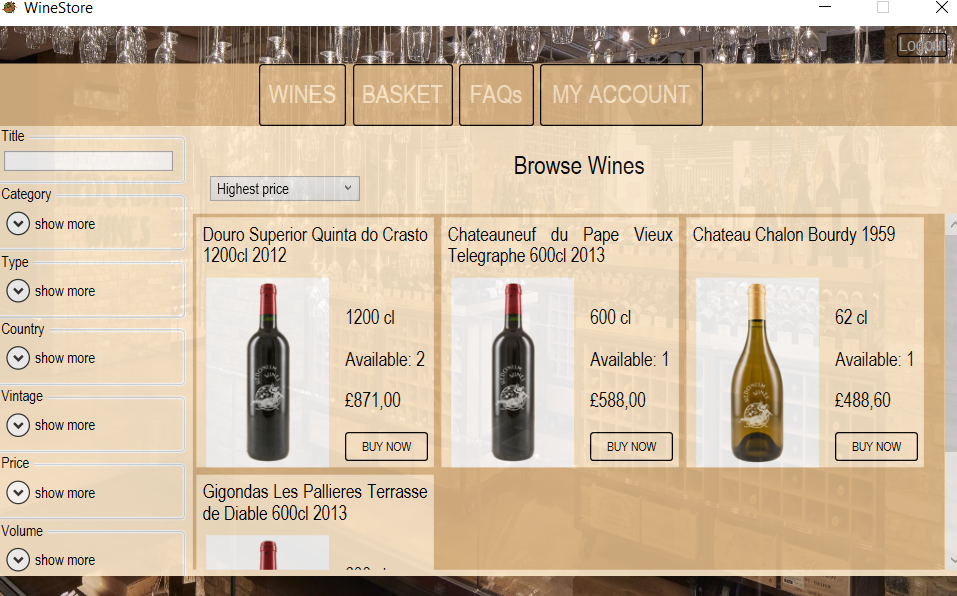 WineStore
Logout
WINES
BASKET
FAQs
MY ACCOUNT
Title
Category
show more
Type
show more
Country
show more
Vintage
show more
Price
show more
Volume
show more
Browse Wines
Highest price
Douro Superior Quinta do Crasto
1200cl 2012
1200 cl
Available: 2
£871,00
BUY NOW
Chateauneuf du Pape Vieux
Telegraphe 600cl 2013
600 cl
Available: 1
£588,00
BUY NOW
Chateau Chalon Bourdy 1959
62 cl
Available: 1
£488,60
BUY NOW
Gigondas Les Pallieres Terrasse
de Diable 600cl 2013